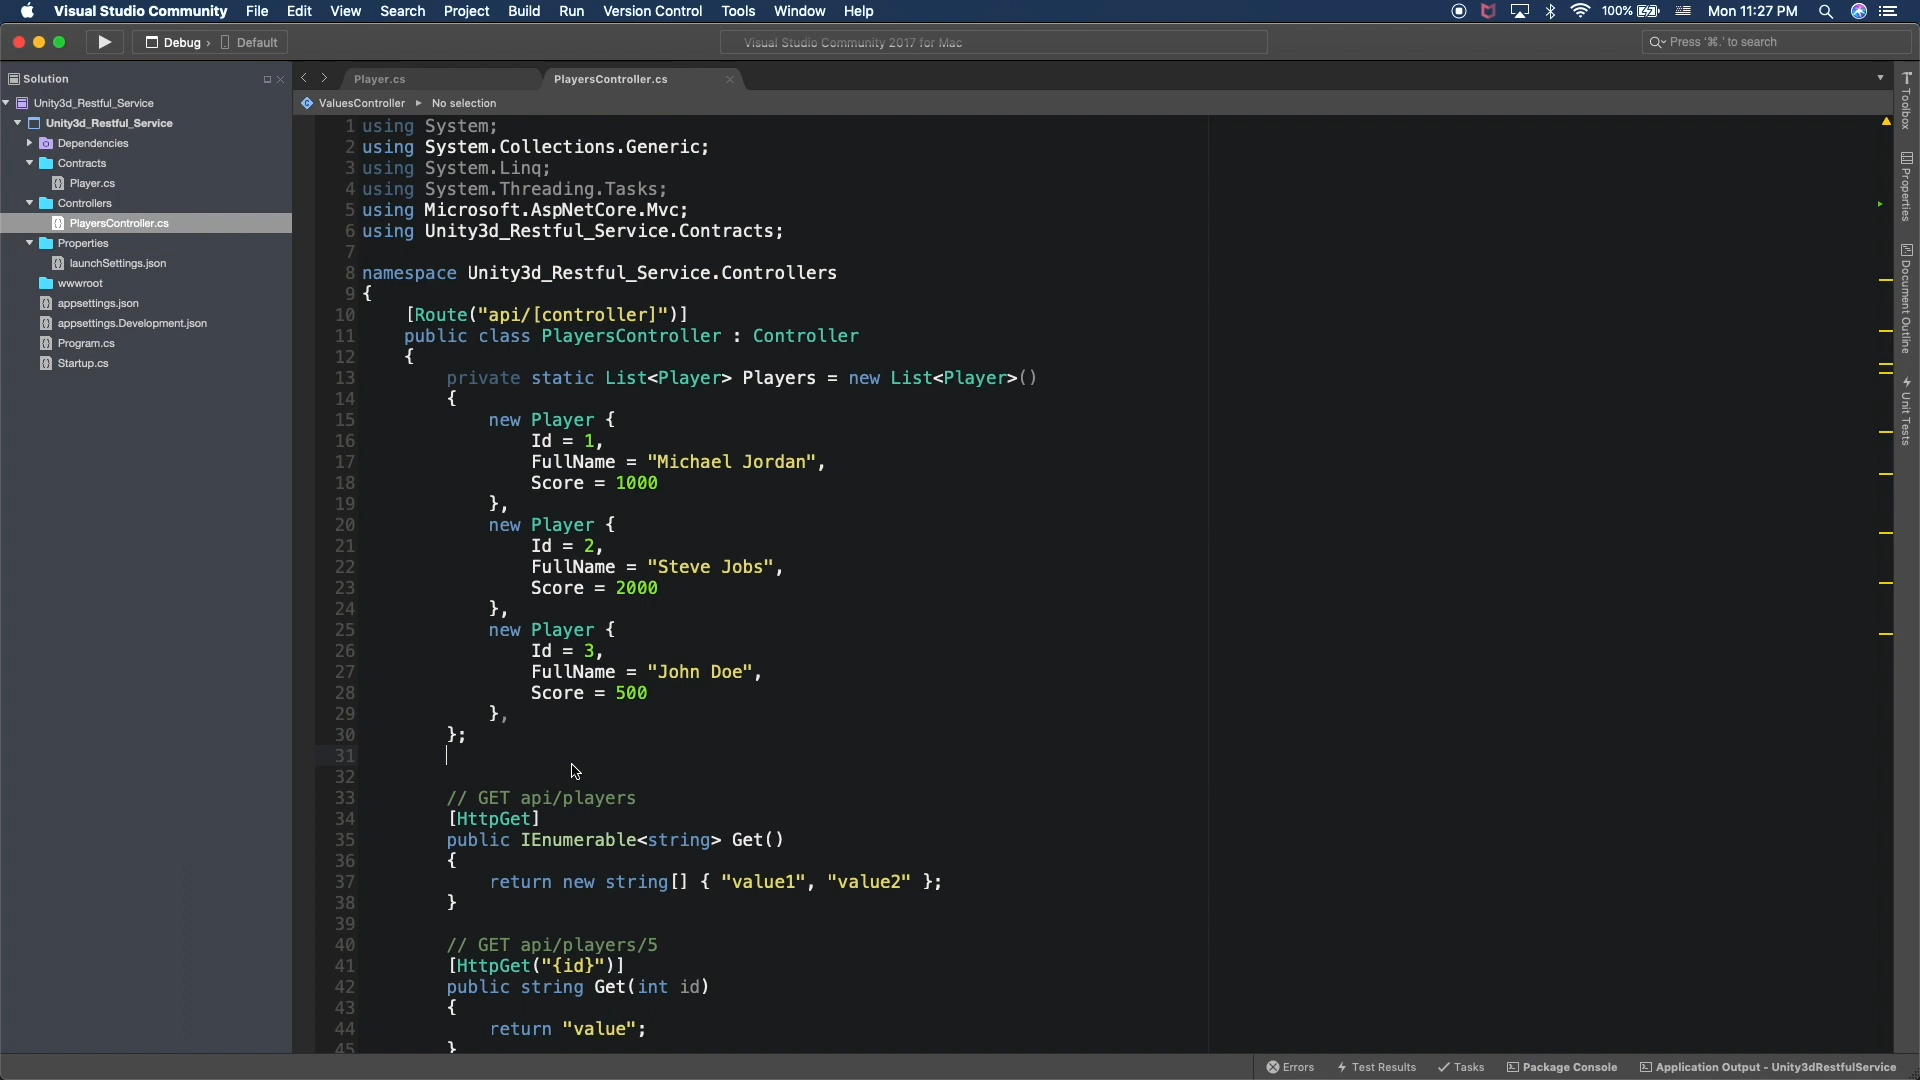 Visual Studio Community File Edit View Search Project Build Run Version Control Tools Window Help 100% Mon 11:27 PM
Debug › Default Visual Studio Community 2017 for Mac Press '⌘.' to search
Solution
Unity3d_Restful_Service
Unity3d_Restful_Service
Dependencies
Contracts
Player.cs
Controllers
PlayersController.cs
Properties
launchSettings.json
wwwroot
appsettings.json
appsettings.Development.json
Program.cs
Startup.cs
Player.cs PlayersController.cs
ValuesController No selection
1 using System;
2 using System.Collections.Generic;
3 using System.Linq;
4 using System.Threading.Tasks;
5 using Microsoft.AspNetCore.Mvc;
6 using Unity3d_Restful_Service.Contracts;
7
8 namespace Unity3d_Restful_Service.Controllers
9 {
10 [Route("api/[controller]")]
11 public class PlayersController : Controller
12 {
13 private static List<Player> Players = new List<Player>()
14 {
15 new Player {
16 Id = 1,
17 FullName = "Michael Jordan",
18 Score = 1000
19 },
20 new Player {
21 Id = 2,
22 FullName = "Steve Jobs",
23 Score = 2000
24 },
25 new Player {
26 Id = 3,
27 FullName = "John Doe",
28 Score = 500
29 },
30 };
31
32
33 // GET api/players
34 [HttpGet]
35 public IEnumerable<string> Get()
36 {
37 return new string[] { "value1", "value2" };
38 }
39
40 // GET api/players/5
41 [HttpGet("{id}")]
42 public string Get(int id)
43 {
44 return "value";
45 }
Toolbox
Properties
Document Outline
Unit Tests
Errors Test Results Tasks Package Console Application Output - Unity3dRestfulService